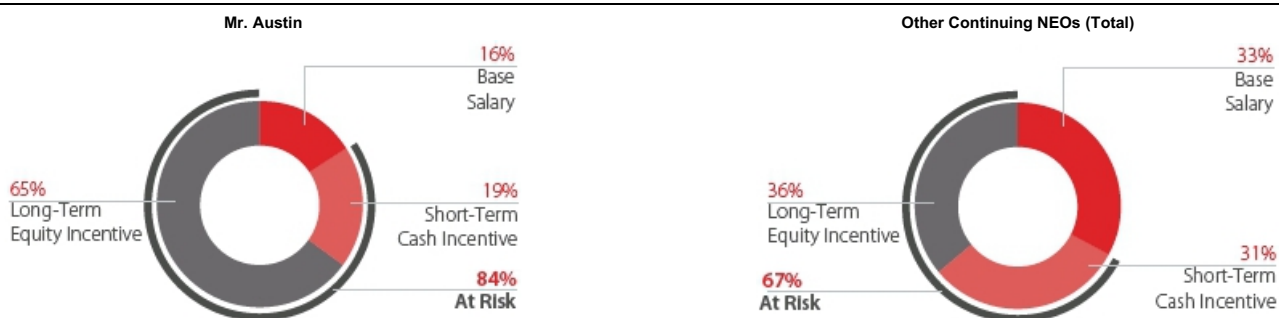 Mr. Austin
16%
Base
Salary
65%
Long-Term
Equity Incentive
19%
Short-Term
Cash Incentive
84%
At Risk
Other Continuing NEOs (Total)
33%
Base
Salary
36%
Long-Term
Equity Incentive
31%
Short-Term
Cash Incentive
67%
At Risk